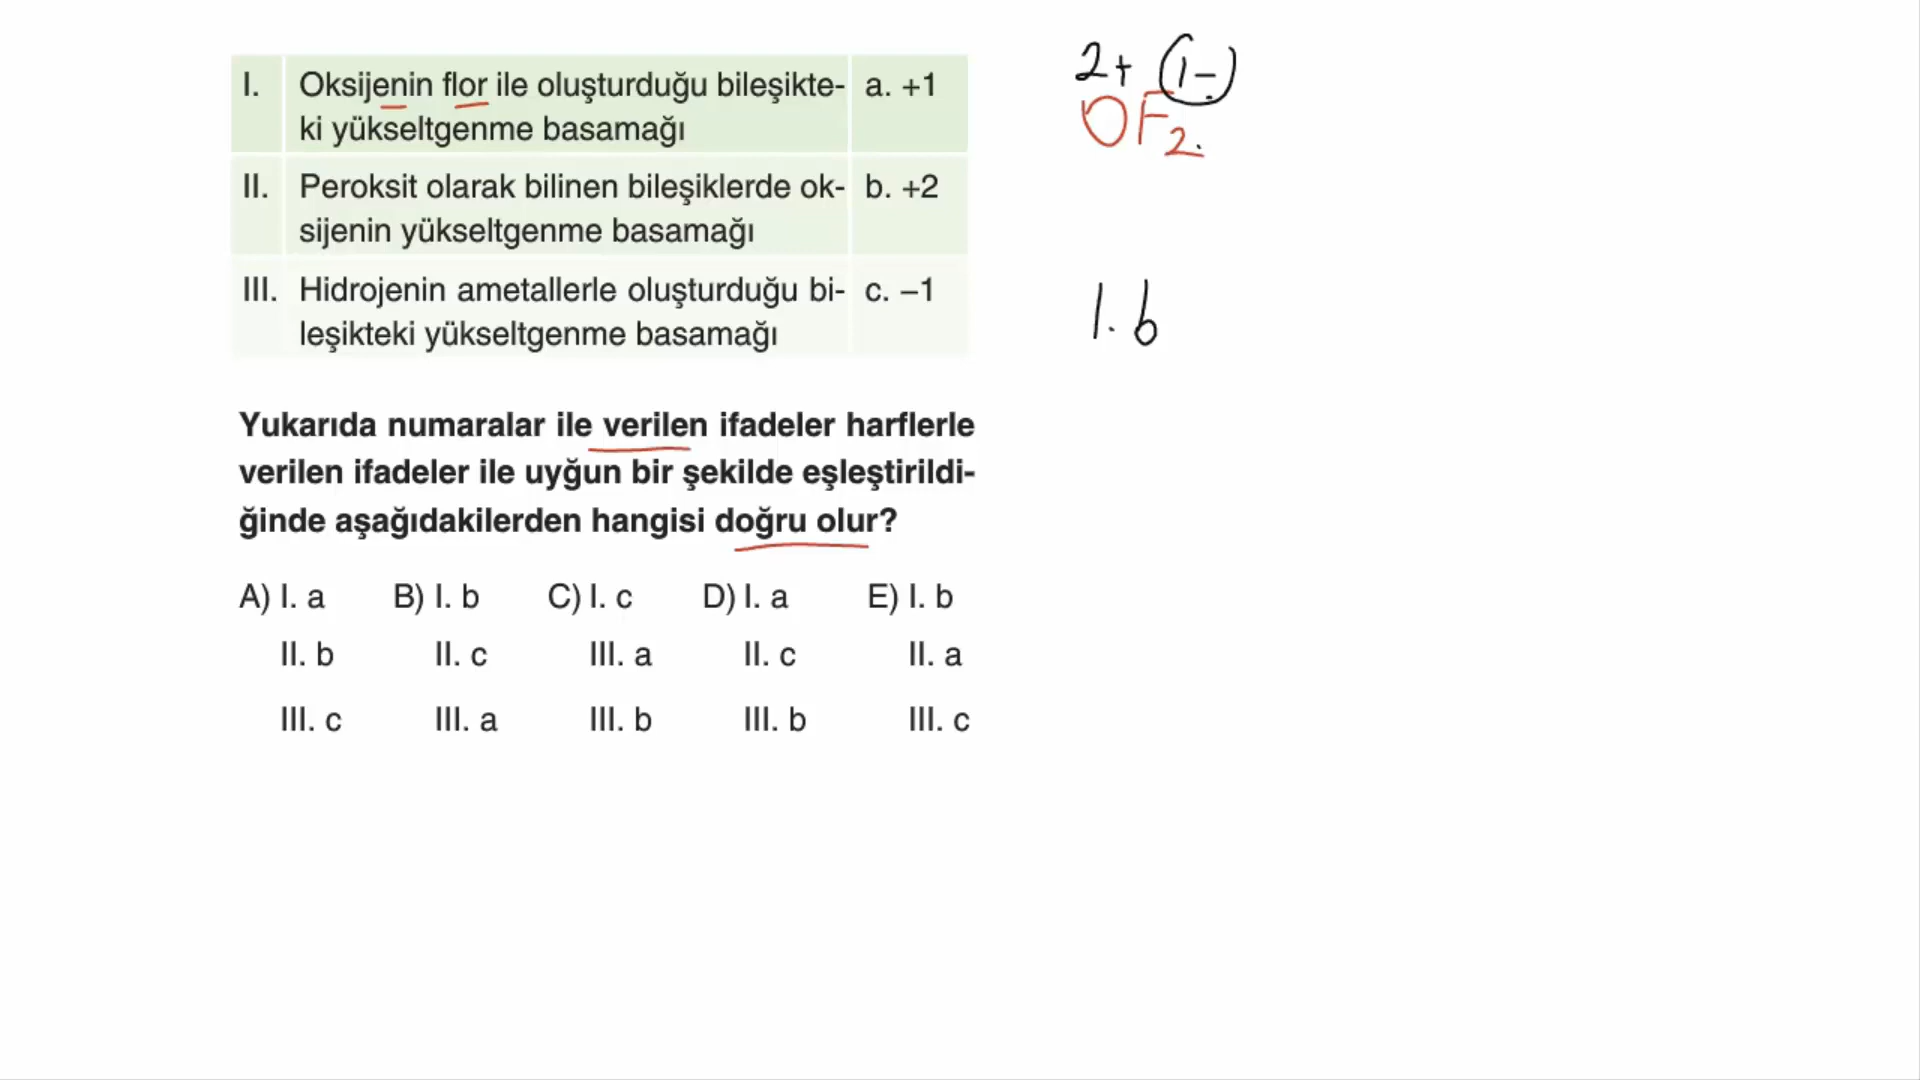 I. Oksijenin flor ile oluşturduğu bileşikte- a. +1
ki yükseltgenme basamağı
II. Peroksit olarak bilinen bileşiklerde ok- b. +2
sijenin yükseltgenme basamağı
III. Hidrojenin ametallerle oluşturduğu bi- c. –1
leşikteki yükseltgenme basamağı
2+ (1-)
OF2
1. b
Yukarıda numaralar ile verilen ifadeler harflerle
verilen ifadeler ile uyğun bir şekilde eşleştirildi-
ğinde aşağıdakilerden hangisi doğru olur?
A) I. a B) I. b C) I. c D) I. a E) I. b
II. b II. c III. a II. c II. a
III. c III. a III. b III. b III. c